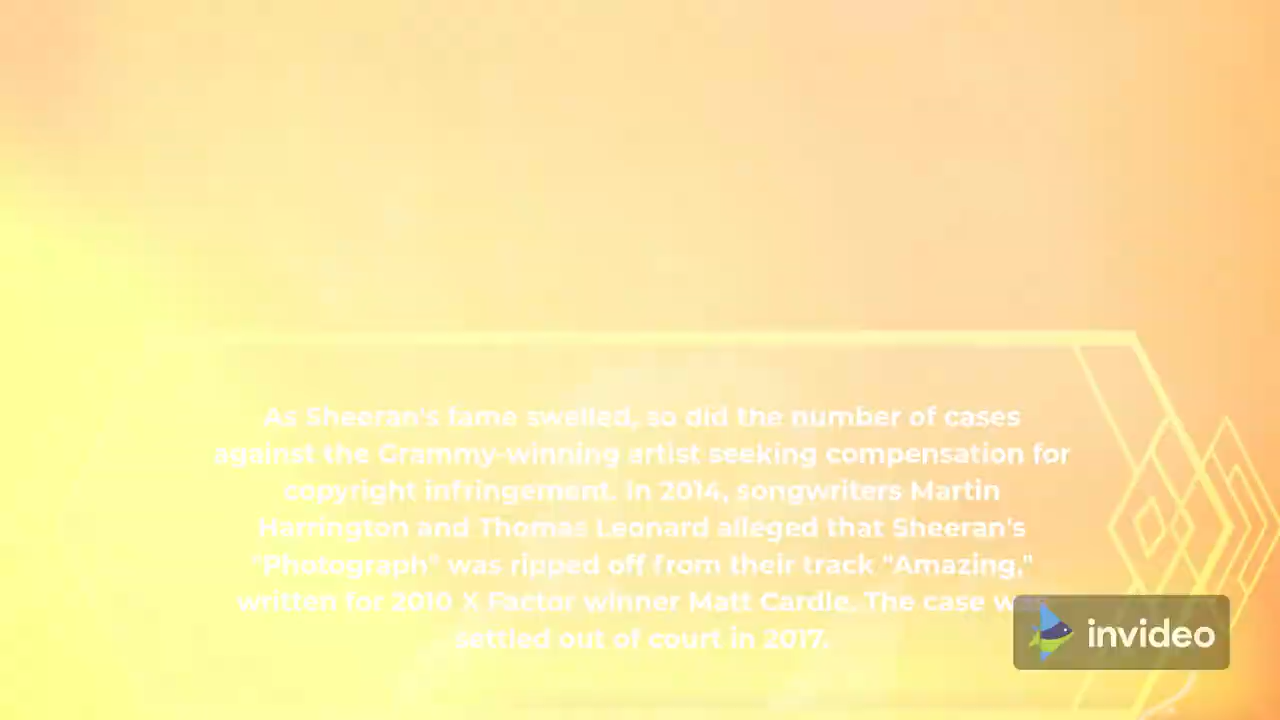 As Sheeran's fame swelled, so did the number of cases
against the Grammy-winning artist seeking compensation for
copyright infringement. In 2014, songwriters Martin
Harrington and Thomas Leonard alleged that Sheeran's
"Photograph" was ripped off from their track "Amazing,"
written for 2010 X Factor winner Matt Cardle. The case
settled out of court in 2017.
invideo